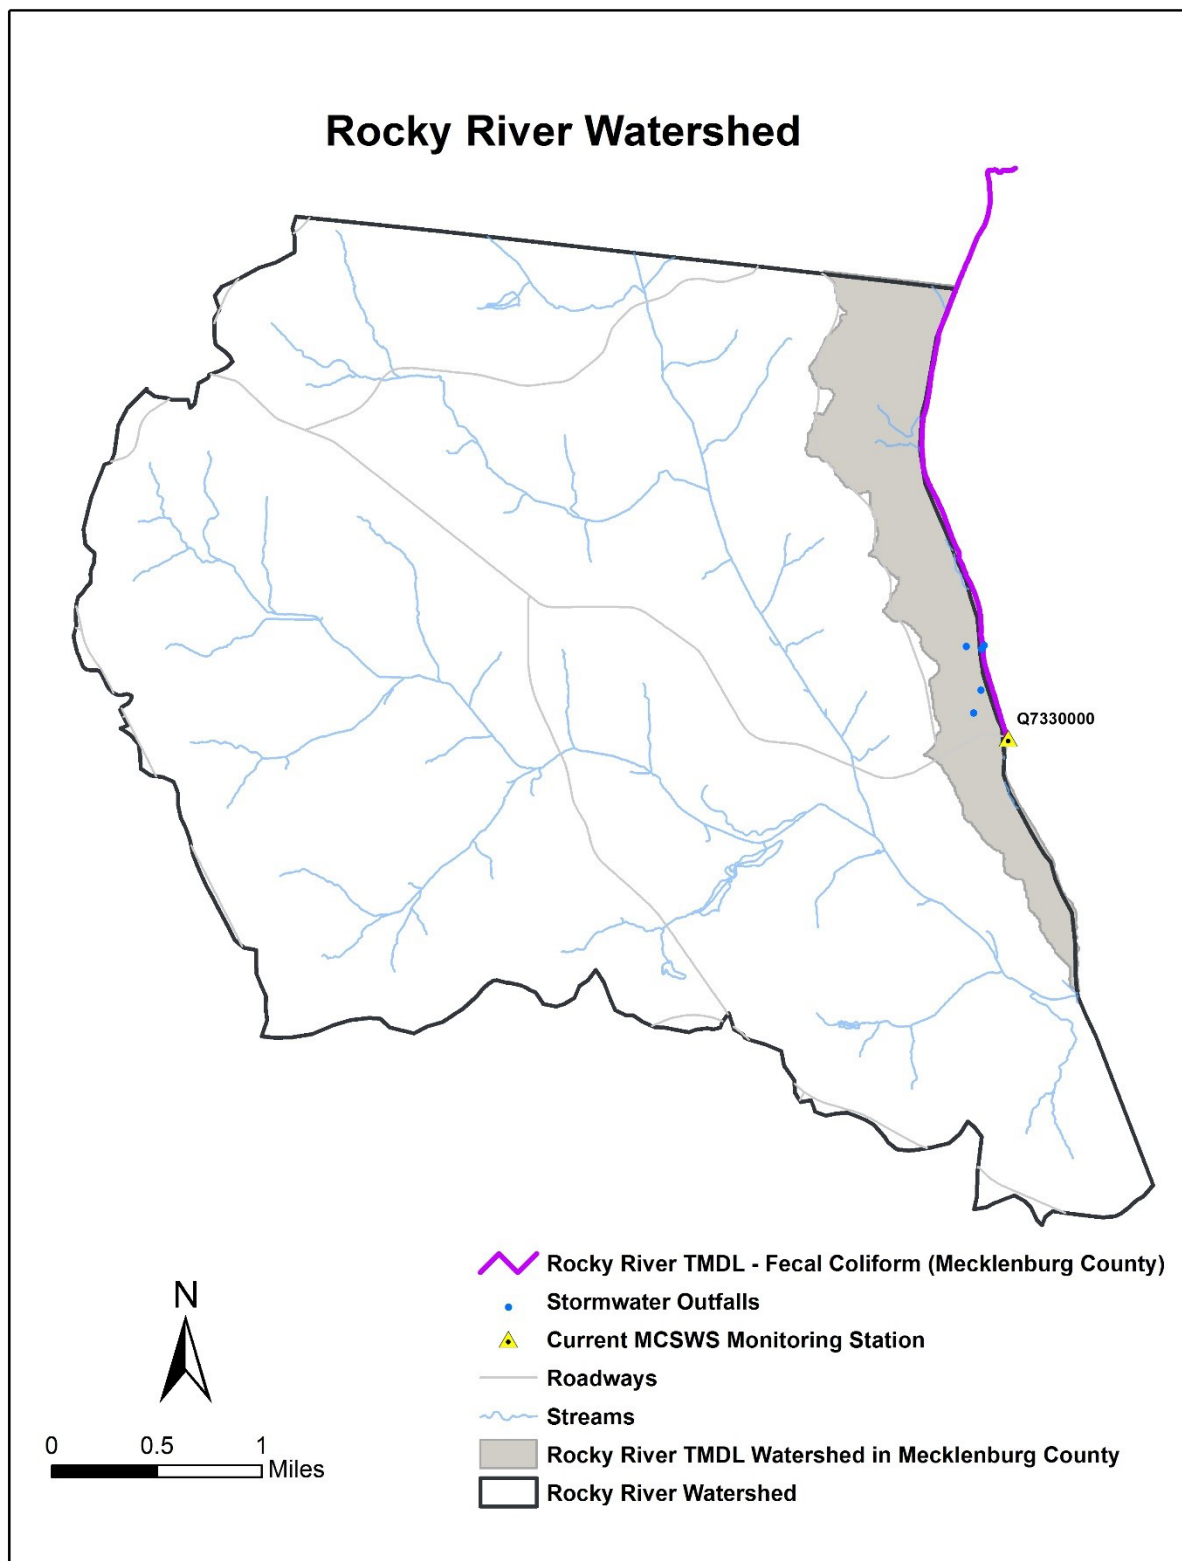 Rocky River Watershed
Q7330000
Rocky River TMDL - Fecal Coliform (Mecklenburg County)
Stormwater Outfalls
Current MCSWS Monitoring Station
Roadways
Streams
Rocky River TMDL Watershed in Mecklenburg County
Rocky River Watershed
N
0 0.5 1
Miles